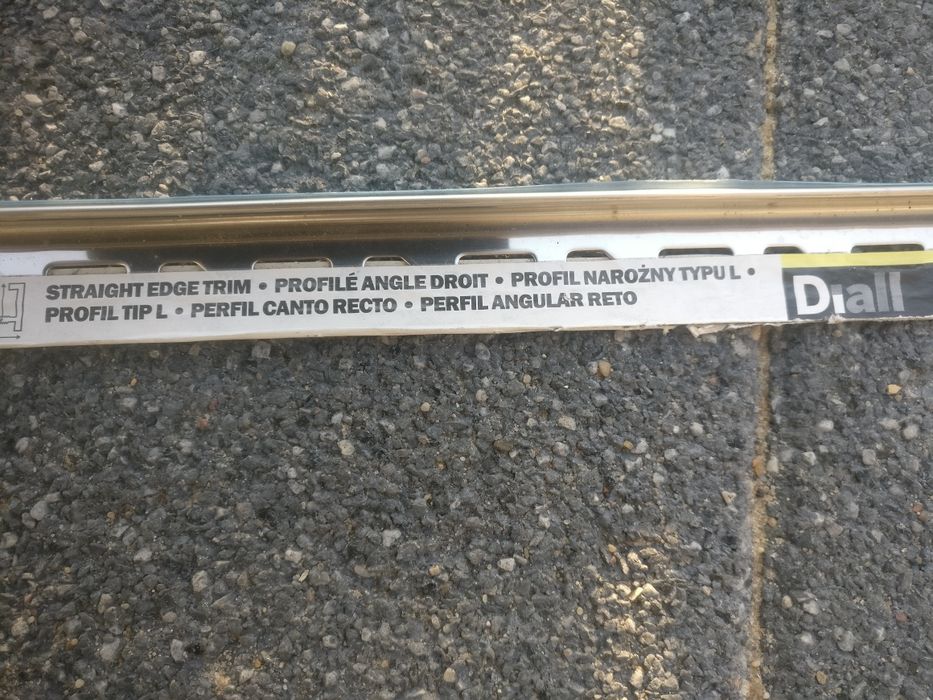 STRAIGHT EDGE TRIM • PROFILÉ ANGLE DROIT • PROFIL NAROŻNY TYPU L •
PROFIL TIP L • PERFIL CANTO RECTO • PERFIL ANGULAR RETO
Diall